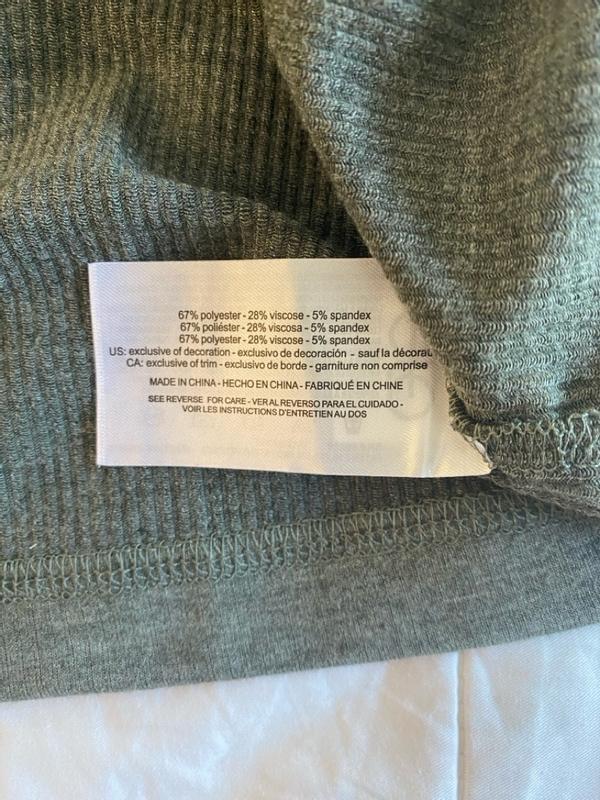 67% polyester - 28% viscose - 5% spandex
67% poliéster - 28% viscosa - 5% spandex
67% polyester - 28% viscose - 5% spandex
US: exclusive of decoration - exclusivo de decoración - sauf la décorat
CA: exclusive of trim - exclusivo de borde - garniture non comprise
MADE IN CHINA - HECHO EN CHINA - FABRIQUÉ EN CHINE
SEE REVERSE FOR CARE - VER AL REVERSO PARA EL CUIDADO -
VOIR LES INSTRUCTIONS D'ENTRETIEN AU DOS